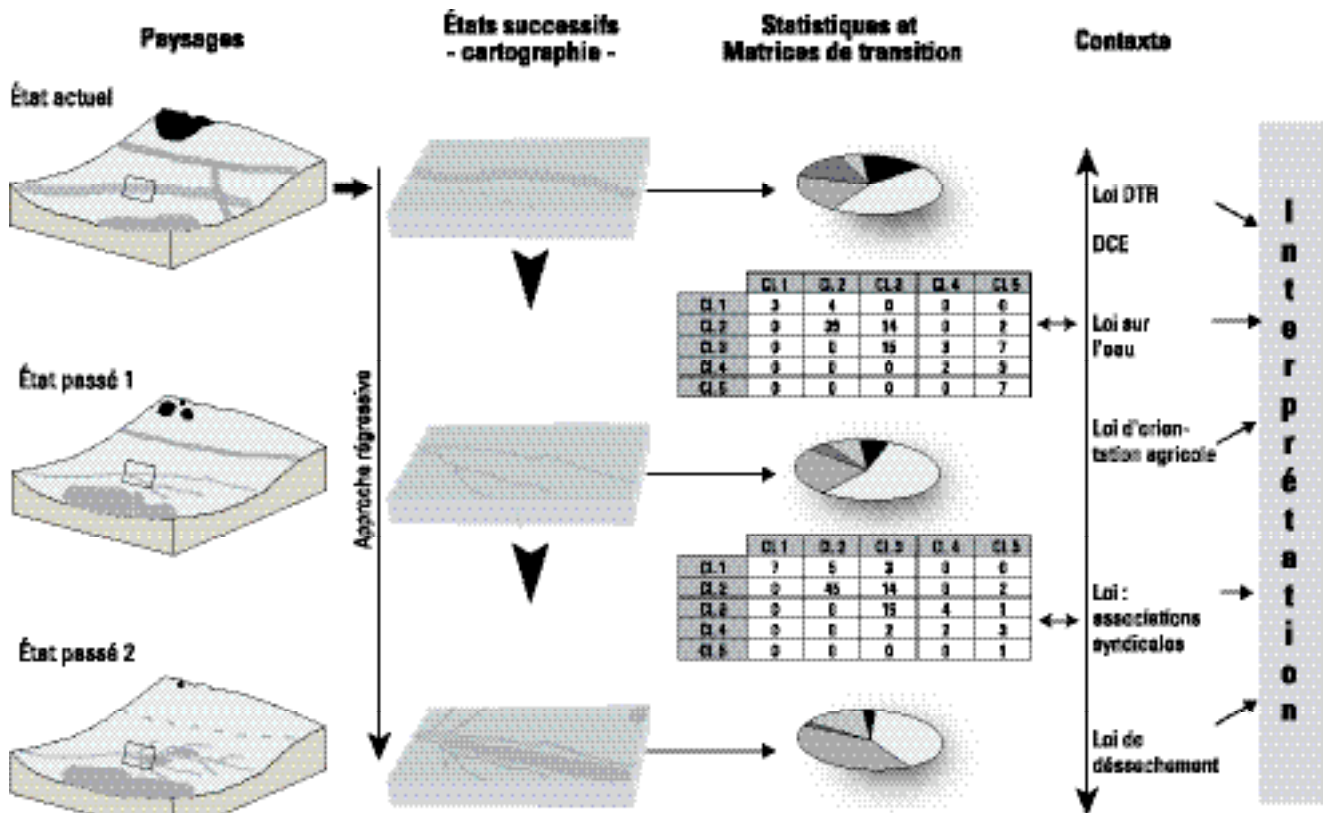 Paysages
États successifs
- cartographie -
Statistiques et
Matrices de transition
Contexte
État actuel
État passé 1
État passé 2
Approche régressive
Cl. 1 Cl. 2 Cl. 3 Cl. 4 Cl. 5
Cl. 1 3 4 0 0 0
Cl. 2 0 14 0 2
Cl. 3 0 0 15 3 7
Cl. 4 0 0 0 2
Cl. 5 0 0 0 0 7
Cl. 1 Cl. 2 Cl. 3 Cl. 4 Cl. 5
Cl. 1 7 5 3 0 0
Cl. 2 0 45 14 0 2
Cl. 3 0 0 15 4 1
Cl. 4 0 0 2 2 3
Cl. 5 0 0 0 0 1
Loi DTR
DCE
Loi sur
l'eau
Loi d'orien-
tation agricole
Loi :
associations
syndicales
Loi de
déssechement
Interprétation